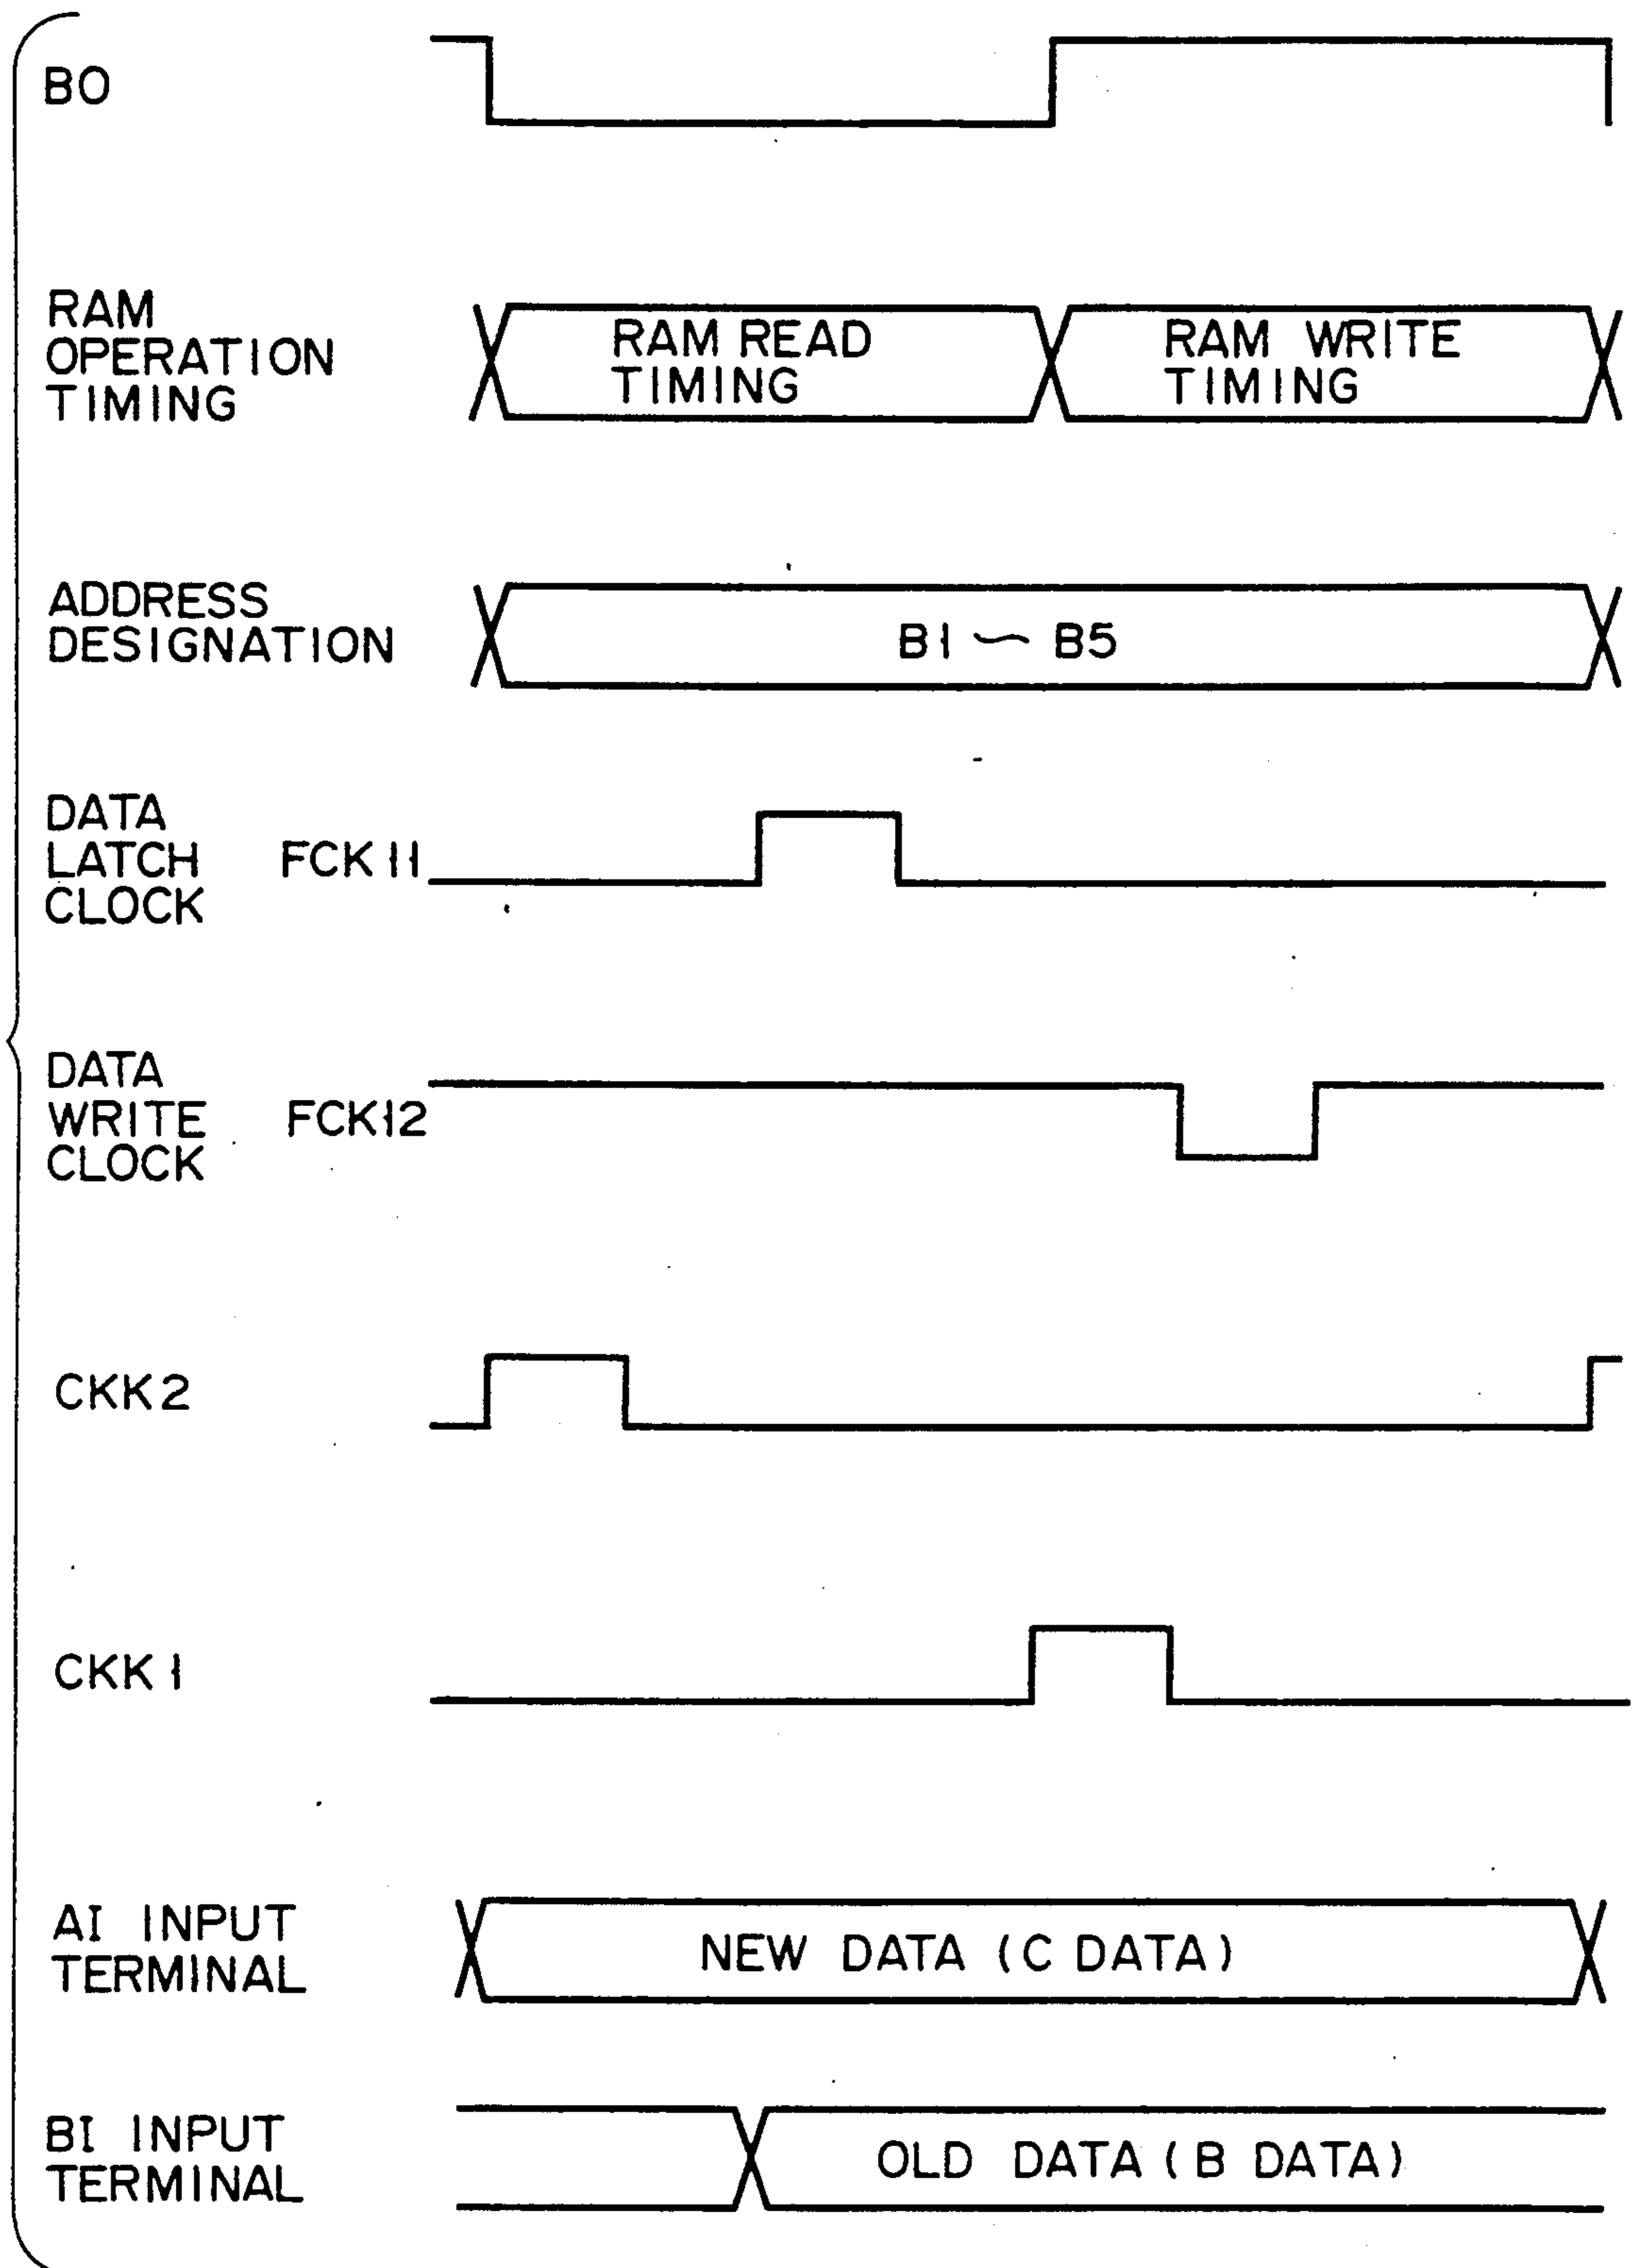 BO
RAM
OPERATION
TIMING
RAM READ
TIMING
RAM WRITE
TIMING
ADDRESS
DESIGNATION
B1 ~ B5
DATA
LATCH FCK11
CLOCK
DATA
WRITE FCK12
CLOCK
CKK2
CKK1
AI INPUT
TERMINAL
NEW DATA (C DATA)
BI INPUT
TERMINAL
OLD DATA (B DATA)